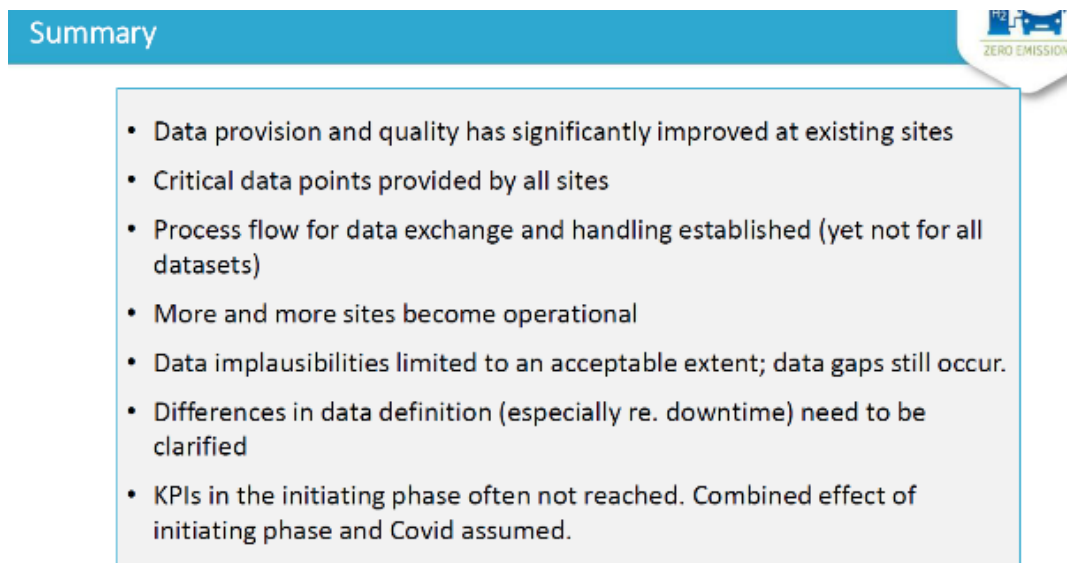 Summary
H2
ZERO EMISSION
• Data provision and quality has significantly improved at existing sites
• Critical data points provided by all sites
• Process flow for data exchange and handling established (yet not for all
datasets)
• More and more sites become operational
• Data implausibilities limited to an acceptable extent; data gaps still occur.
• Differences in data definition (especially re. downtime) need to be
clarified
• KPIs in the initiating phase often not reached. Combined effect of
initiating phase and Covid assumed.